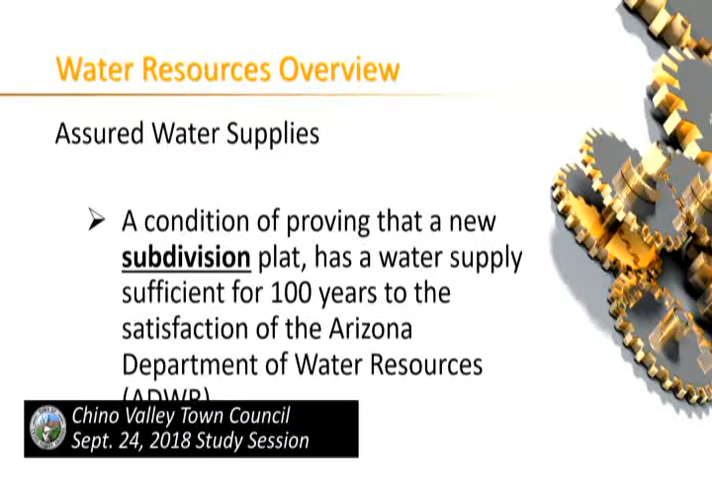 Water Resources Overview
Assured Water Supplies
A condition of proving that a new
subdivision plat, has a water supply
sufficient for 100 years to the
satisfaction of the Arizona
Department of Water Resources
(ADWR)
Chino Valley Town Council
Sept. 24, 2018 Study Session